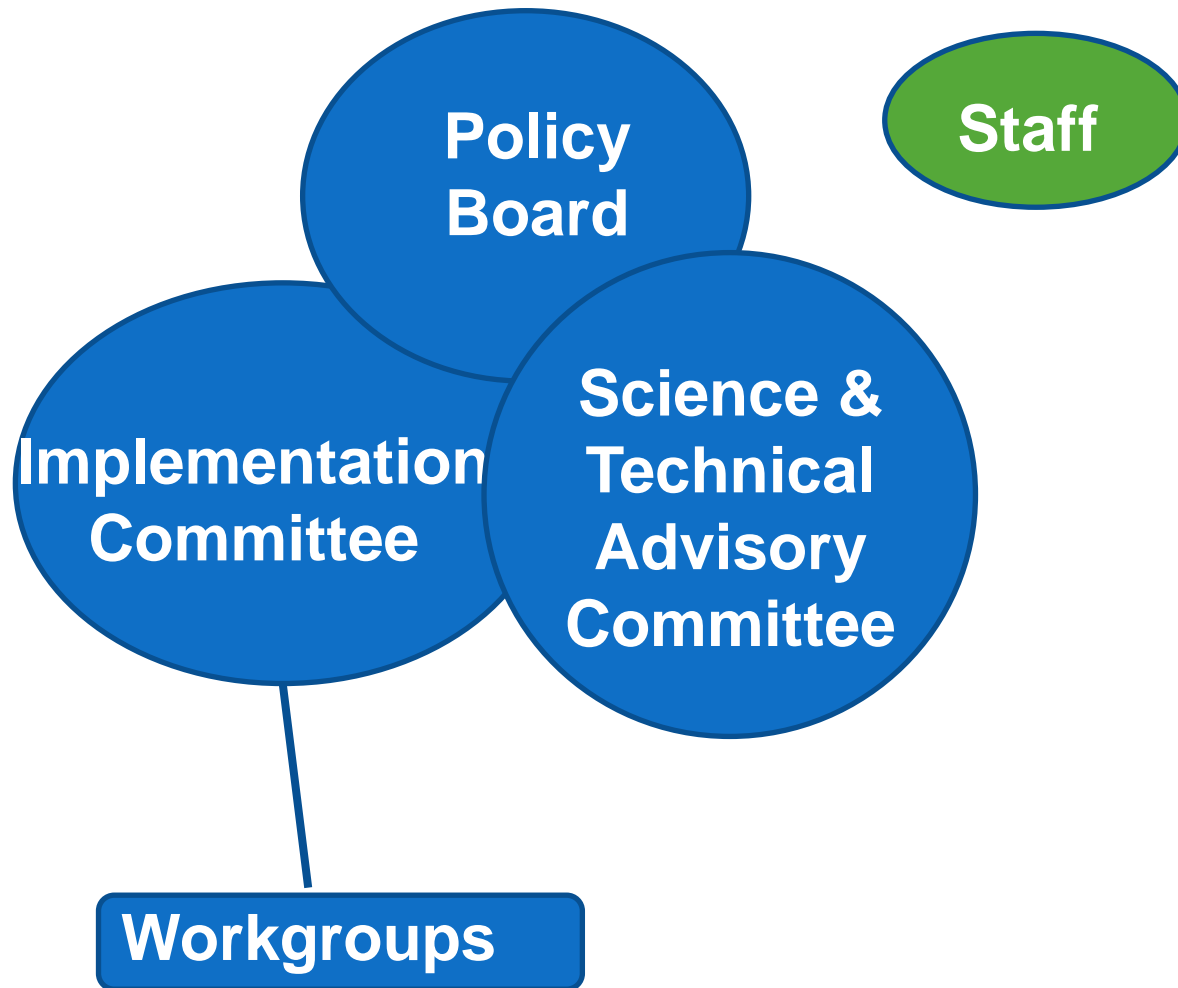 Policy
Board
Staff
Implementation
Committee
Science &
Technical
Advisory
Committee
Workgroups